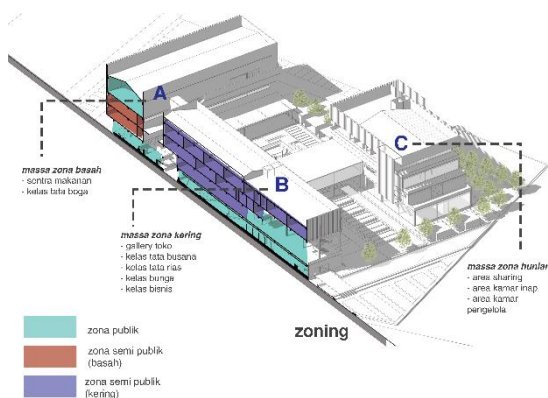 A
C
B
massa zona basah
- sentra makanan
- kelas tata boga
massa zona kering
- gallery toko
- kelas tata busana
- kelas tata rias
- kelas bunga
- kelas bisnis
massa zona hunian
- area sharing
- area kamar inap
- area kamar
pengelola
zoning
zona publik
zona semi publik
(basah)
zona semi publik
(kering)